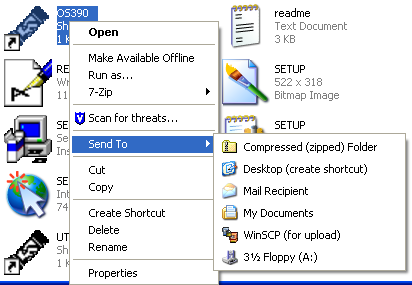 OS390
Sh
1 K
Open
Make Available Offline
Run as...
7-Zip
Scan for threats...
Send To
Cut
Copy
Create Shortcut
Delete
Rename
Properties
readme
Text Document
3 KB
RE
Wr
11
SETUP
522 x 318
Bitmap Image
SE
Se
Ins
SETUP
SE
Int
74
UT
Sh
1 K
Compressed (zipped) Folder
Desktop (create shortcut)
Mail Recipient
My Documents
WinSCP (for upload)
3½ Floppy (A:)